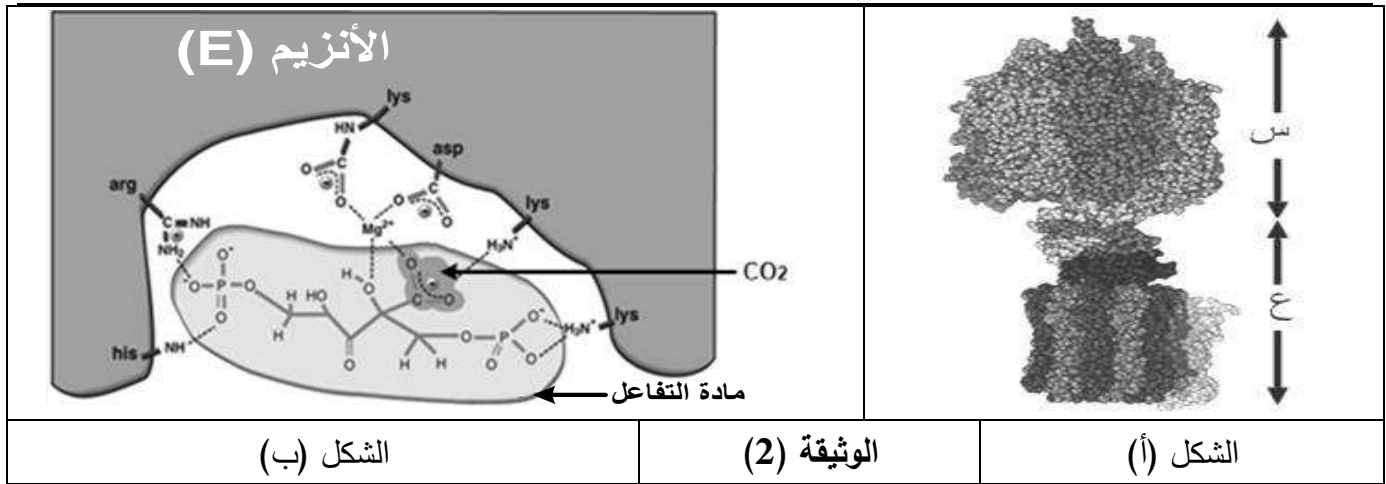 الأنزيم (E)
lys
HN
asp
O C O
O C O
arg
lys
C NH
NH₂
Mg²⁺
H₃N⁺
CO2
O⁻
⁻O P O
O
H O
O C O
H H HO
H
O
H H
O P O⁻
O O
H₃N⁺
lys
his NH
مادة التفاعل
س
ع
الشكل (أ)
الوثيقة (2)
الشكل (ب)